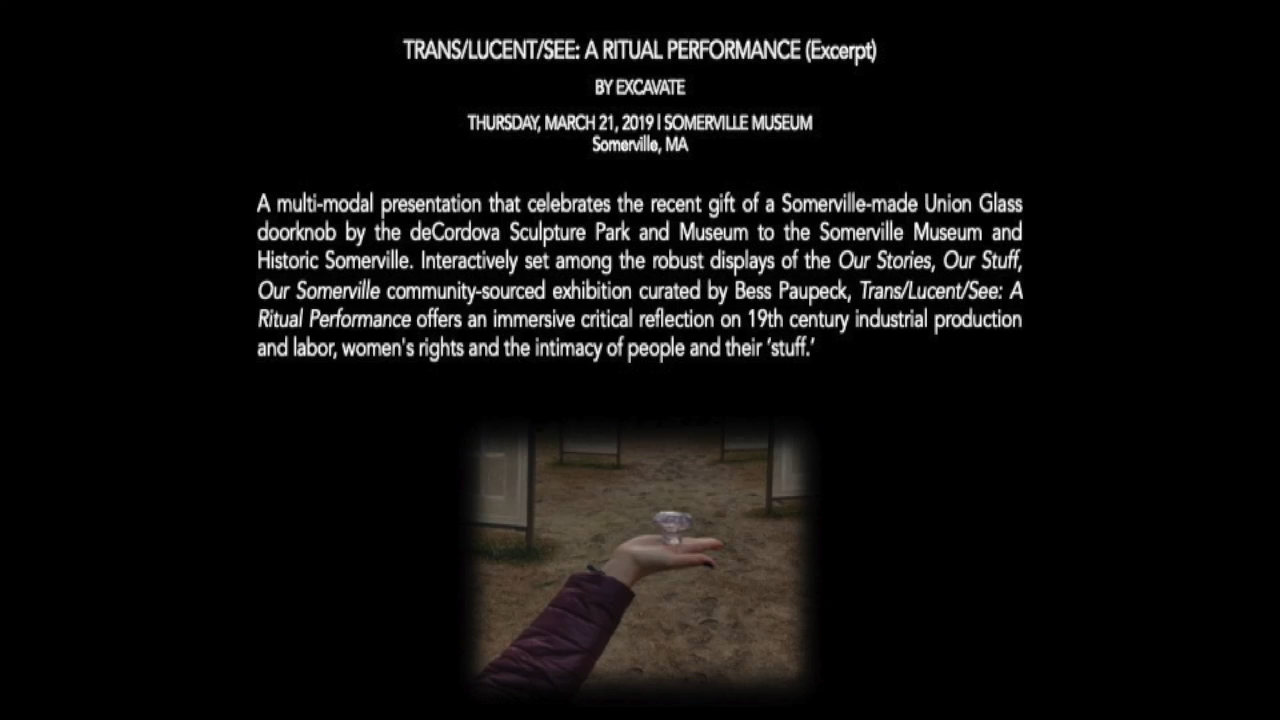 TRANS/LUCENT/SEE: A RITUAL PERFORMANCE (Excerpt)
BY EXCAVATE
THURSDAY, MARCH 21, 2019 | SOMERVILLE MUSEUM
Somerville, MA
A multi-modal presentation that celebrates the recent gift of a Somerville-made Union Glass
doorknob by the deCordova Sculpture Park and Museum to the Somerville Museum and
Historic Somerville. Interactively set among the robust displays of the Our Stories, Our Stuff,
Our Somerville community-sourced exhibition curated by Bess Paupeck, Trans/Lucent/See: A
Ritual Performance offers an immersive critical reflection on 19th century industrial production
and labor, women's rights and the intimacy of people and their ‘stuff.’